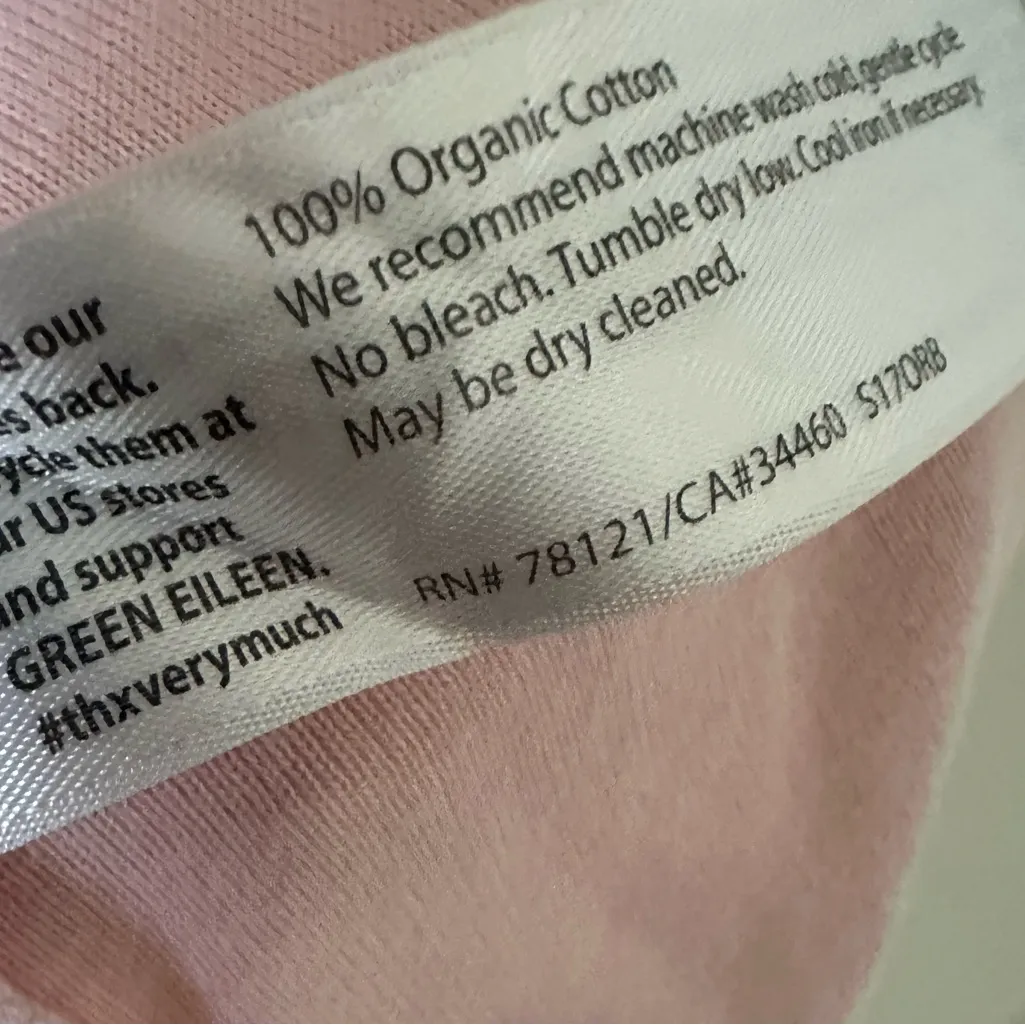 e our
s back.
ycle them at
ur US stores
and support
GREEN EILEEN.
#thxverymuch
100% Organic Cotton
We recommend machine wash cold, gentle cycle
No bleach. Tumble dry low. Cool iron if necessary.
May be dry cleaned.
RN# 78121/CA#34460 S17ORB